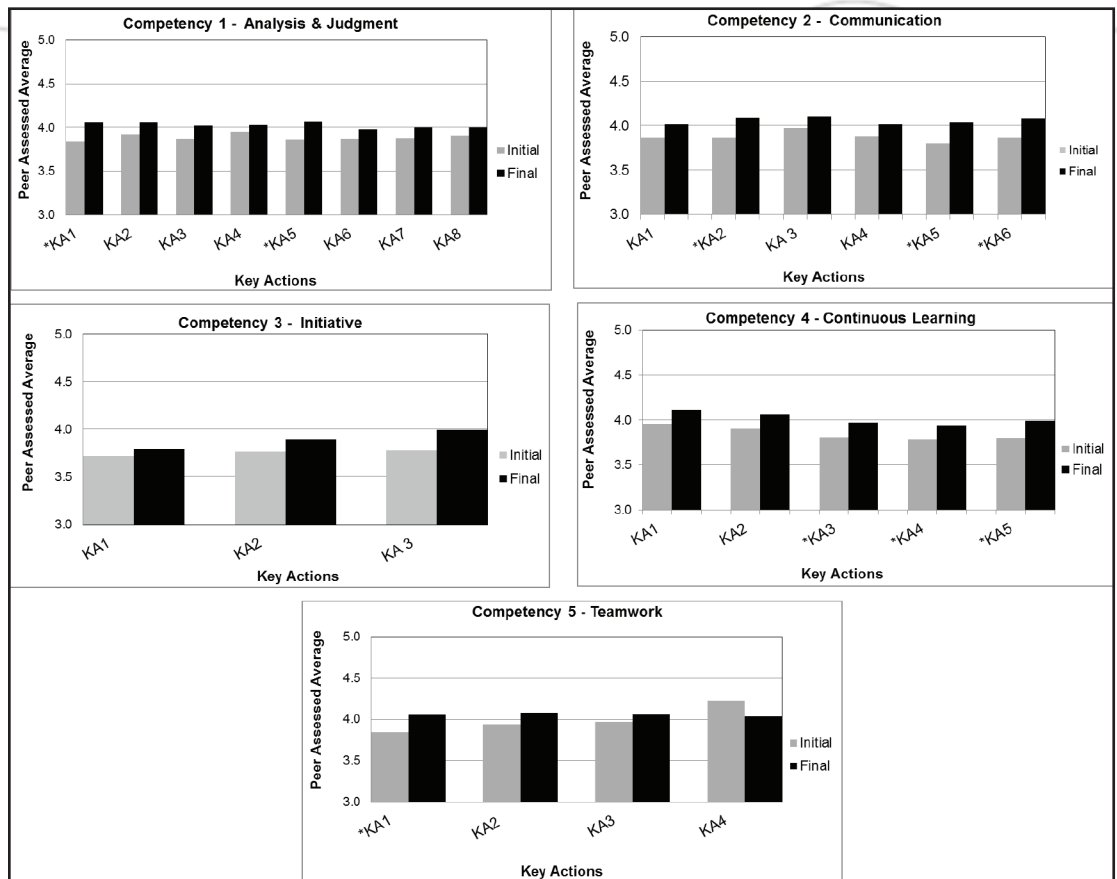 Competency 1 - Analysis & Judgment
Peer Assessed Average
5.0
4.5
4.0
3.5
3.0
*KA1 KA2 KA3 KA4 *KA5 KA6 KA7 KA8
Key Actions
Initial
Final
Competency 2 - Communication
Peer Assessed Average
5.0
4.5
4.0
3.5
3.0
KA1 *KA2 KA 3 KA4 *KA5 *KA6
Key Actions
Initial
Final
Competency 3 - Initiative
Peer Assessed Average
5.0
4.5
4.0
3.5
3.0
KA1 KA2 KA 3
Key Actions
Initial
Final
Competency 4 - Continuous Learning
Peer Assessed Average
5.0
4.5
4.0
3.5
3.0
KA1 KA2 *KA3 *KA4 *KA5
Key Actions
Initial
Final
Competency 5 - Teamwork
Peer Assessed Average
5.0
4.5
4.0
3.5
3.0
*KA1 KA2 KA3 KA4
Key Actions
Initial
Final